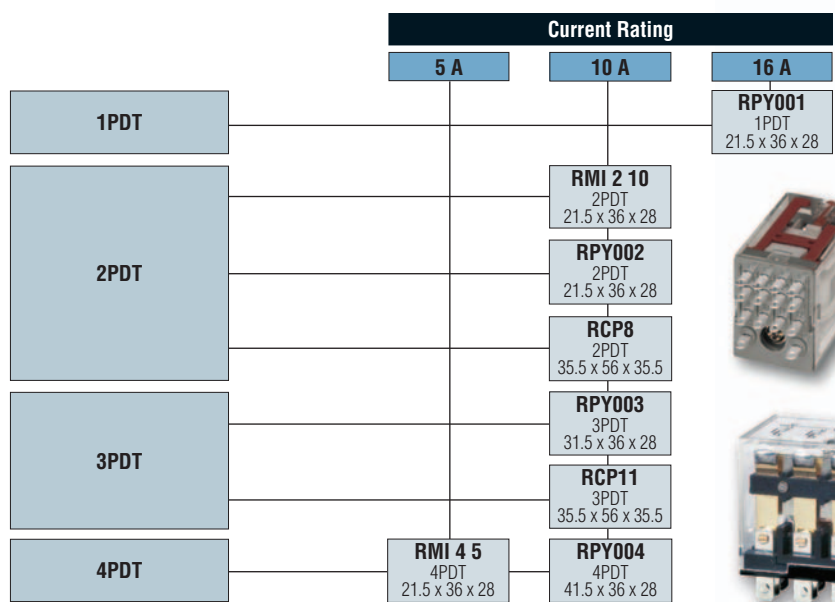 Current Rating
5 A 10 A 16 A
1PDT
RPY001
1PDT
21.5 x 36 x 28
2PDT
RMI 2 10
2PDT
21.5 x 36 x 28
RPY002
2PDT
21.5 x 36 x 28
RCP8
2PDT
35.5 x 56 x 35.5
3PDT
RPY003
3PDT
31.5 x 36 x 28
RCP11
3PDT
35.5 x 56 x 35.5
4PDT
RMI 4 5
4PDT
21.5 x 36 x 28
RPY004
4PDT
41.5 x 36 x 28